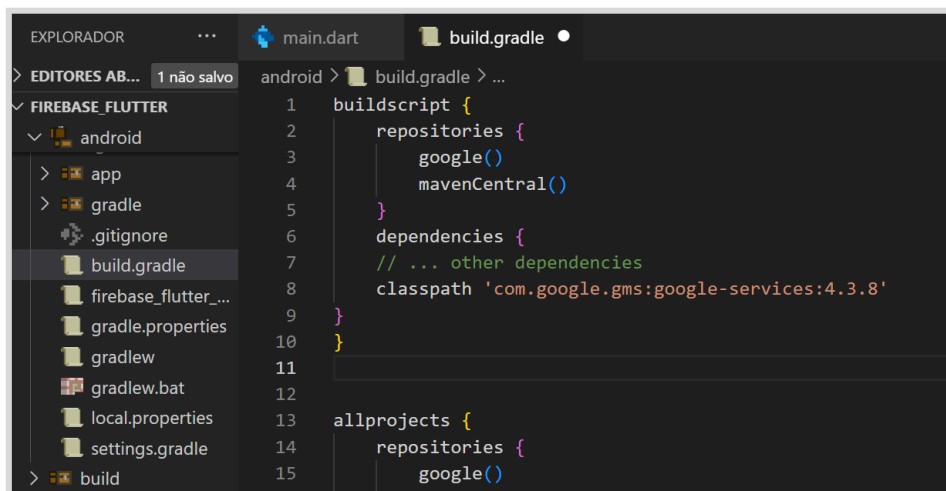 EXPLORADOR ...
EDITORES AB... 1 não salvo
FIREBASE_FLUTTER
android
app
gradle
.gitignore
build.gradle
firebase_flutter_...
gradle.properties
gradlew
gradlew.bat
local.properties
settings.gradle
build
main.dart build.gradle
android > build.gradle > ...
1 buildscript {
2 repositories {
3 google()
4 mavenCentral()
5 }
6 dependencies {
7 // ... other dependencies
8 classpath 'com.google.gms:google-services:4.3.8'
9 }
10 }
11
12
13 allprojects {
14 repositories {
15 google()